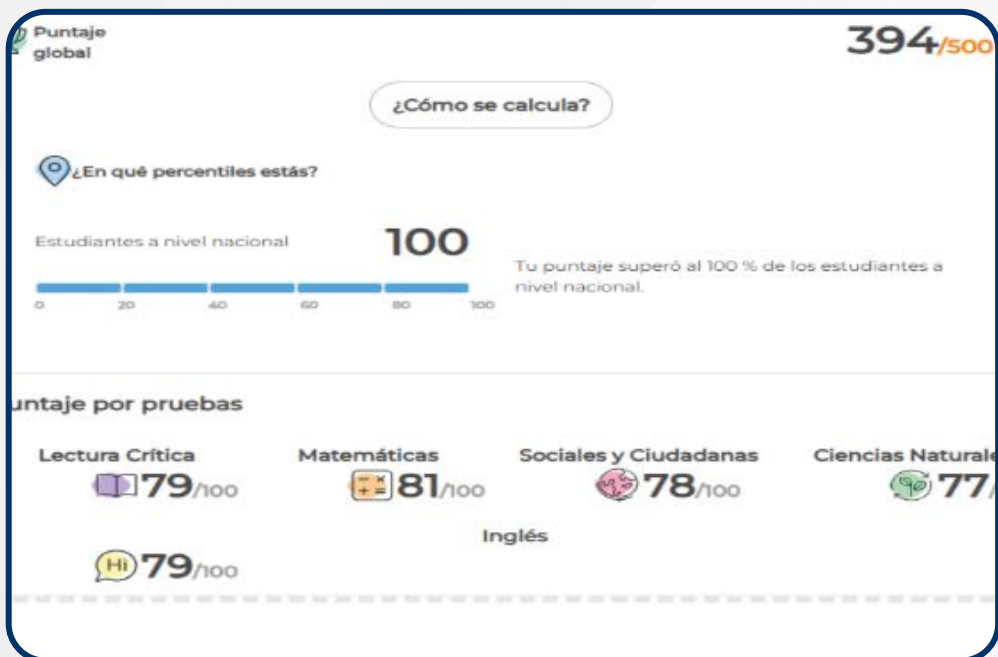 Puntaje
global
394/500
¿Cómo se calcula?
¿En qué percentiles estás?
Estudiantes a nivel nacional
100
0 20 40 60 80 100
Tu puntaje superó al 100 % de los estudiantes a
nivel nacional.
untaje por pruebas
Lectura Crítica
79/100
Matemáticas
81/100
Sociales y Ciudadanas
78/100
Ciencias Naturale
77/
Inglés
Hi
79/100